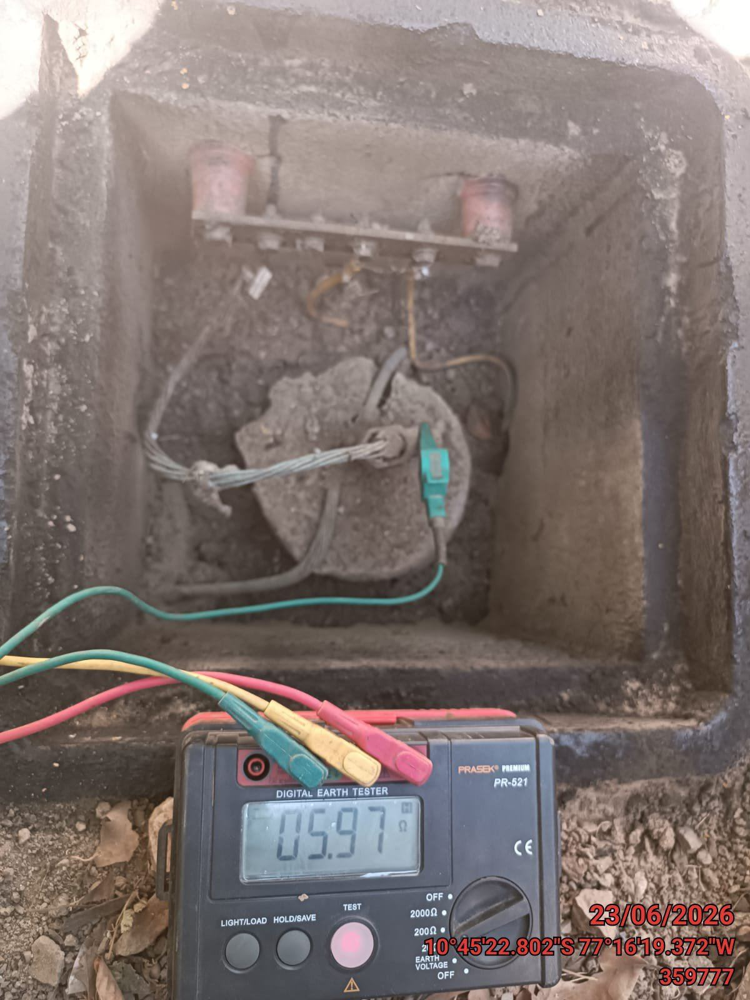 PRASEK® PREMIUM
PR-521
DIGITAL EARTH TESTER
05.97
H
Ω
CE
LIGHT/LOAD
HOLD/SAVE
TEST
OFF
2000Ω
200Ω
EARTH
VOLTAGE
OFF
23/06/2026
10°45'22.802"S 77°16'19.372"W
359777